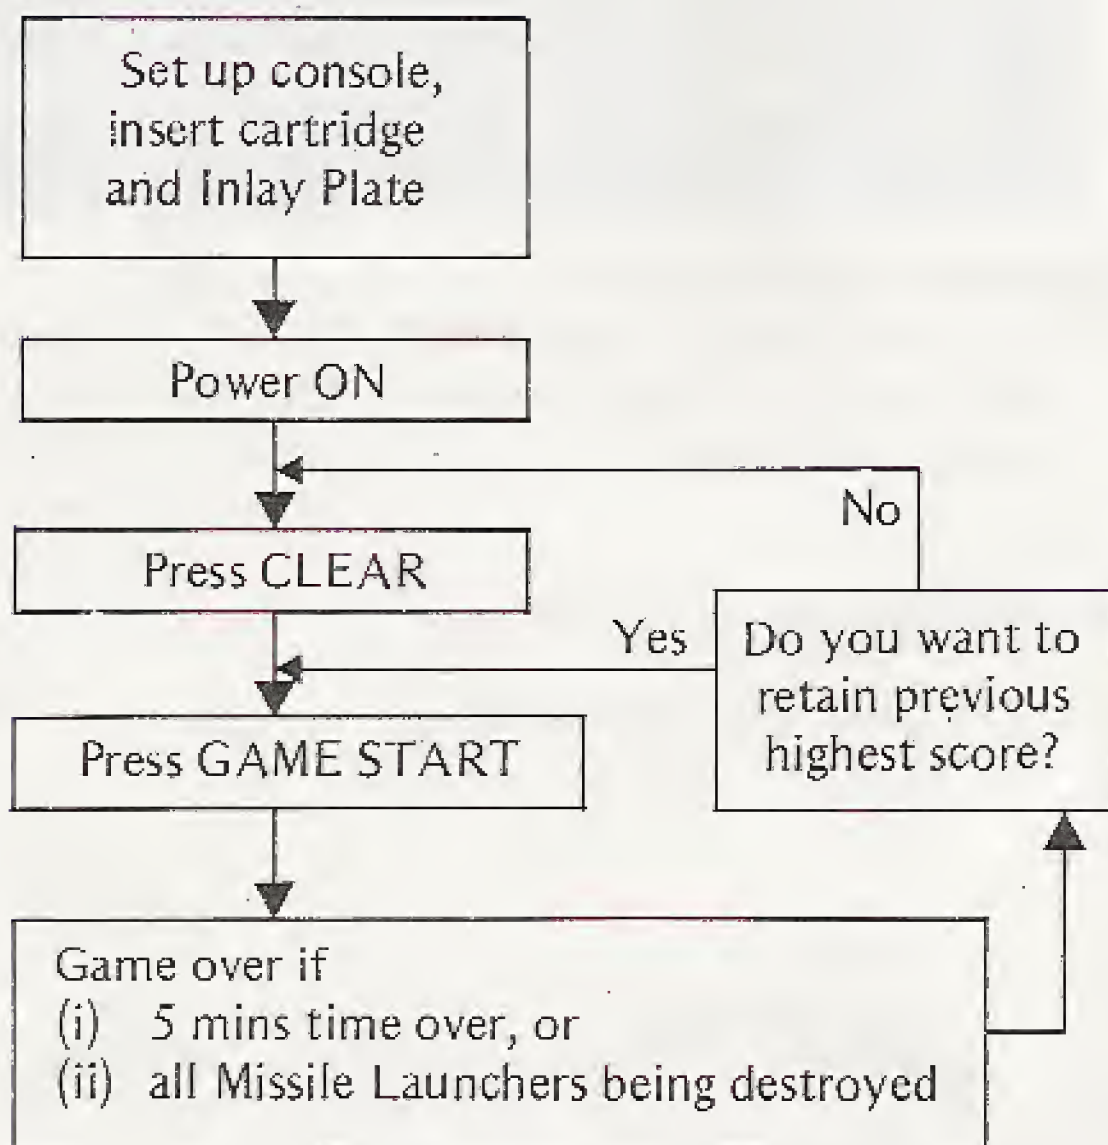 Set up console,
insert cartridge
and Inlay Plate
Power ON
No
Press CLEAR
Yes
Do you want to
retain previous
highest score?
Press GAME START
Game over if
(i) 5 mins time over, or
(ii) all Missile Launchers being destroyed